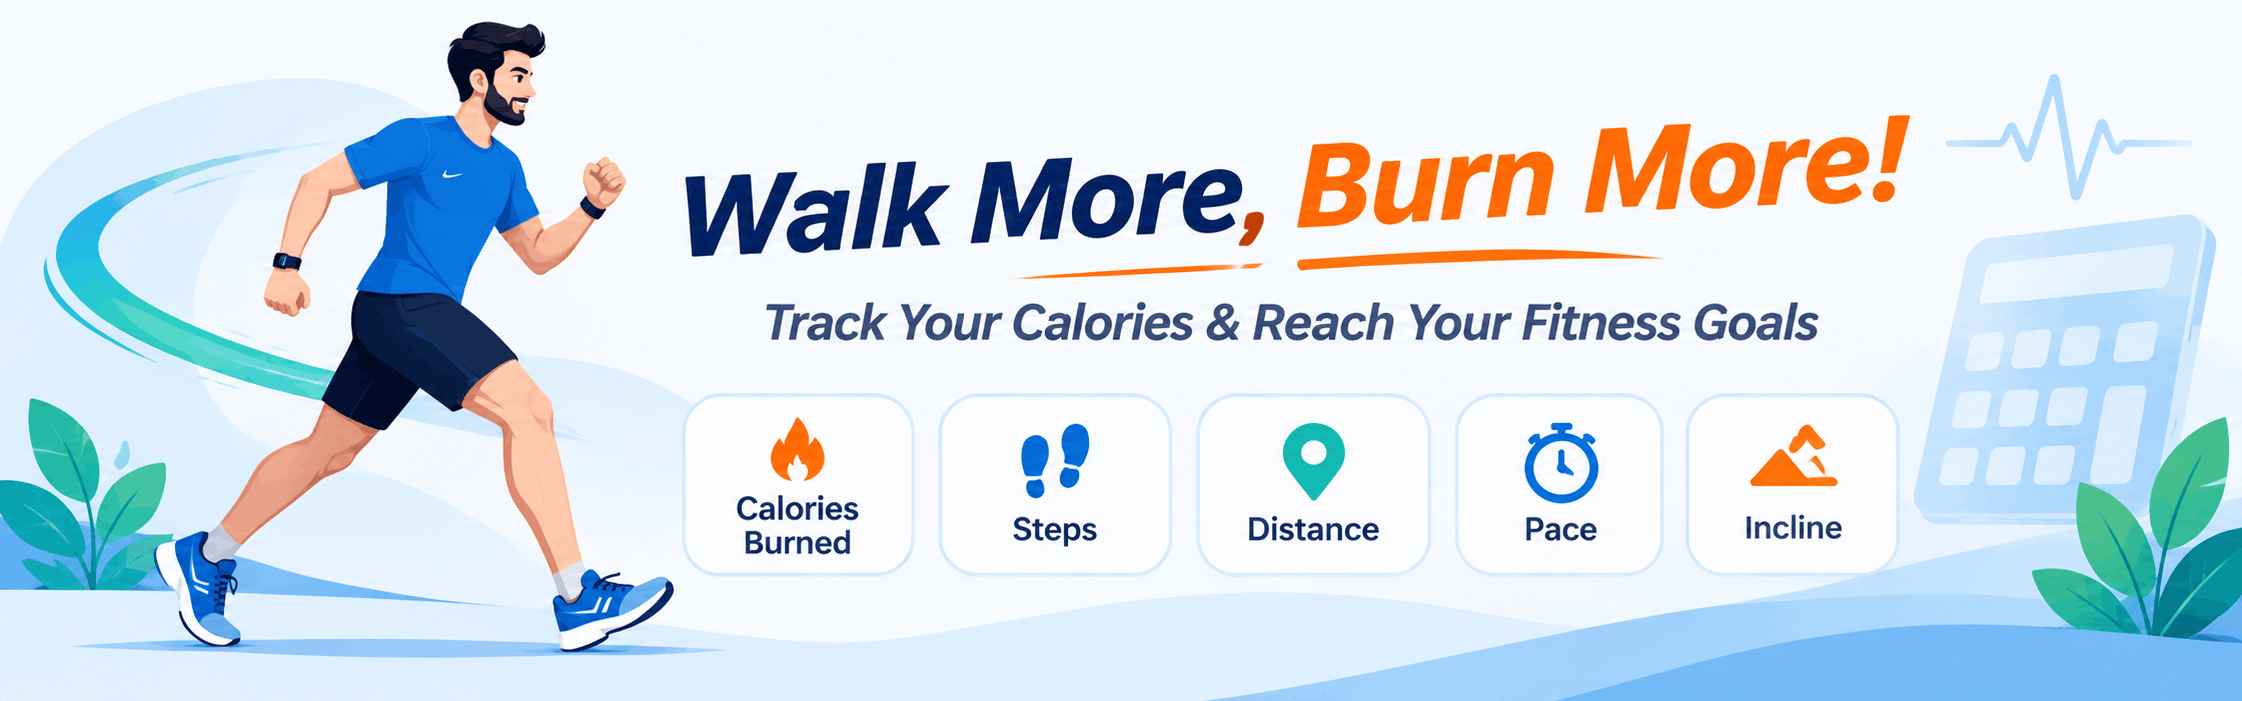 Walk More, Burn More!
Track Your Calories & Reach Your Fitness Goals
Calories
Burned
Steps
Distance
Pace
Incline